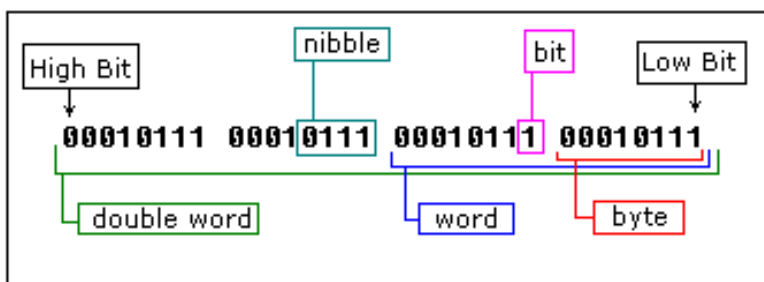 nibble
bit
High Bit
Low Bit
00010111 00010111 00010111 00010111
double word
word
byte